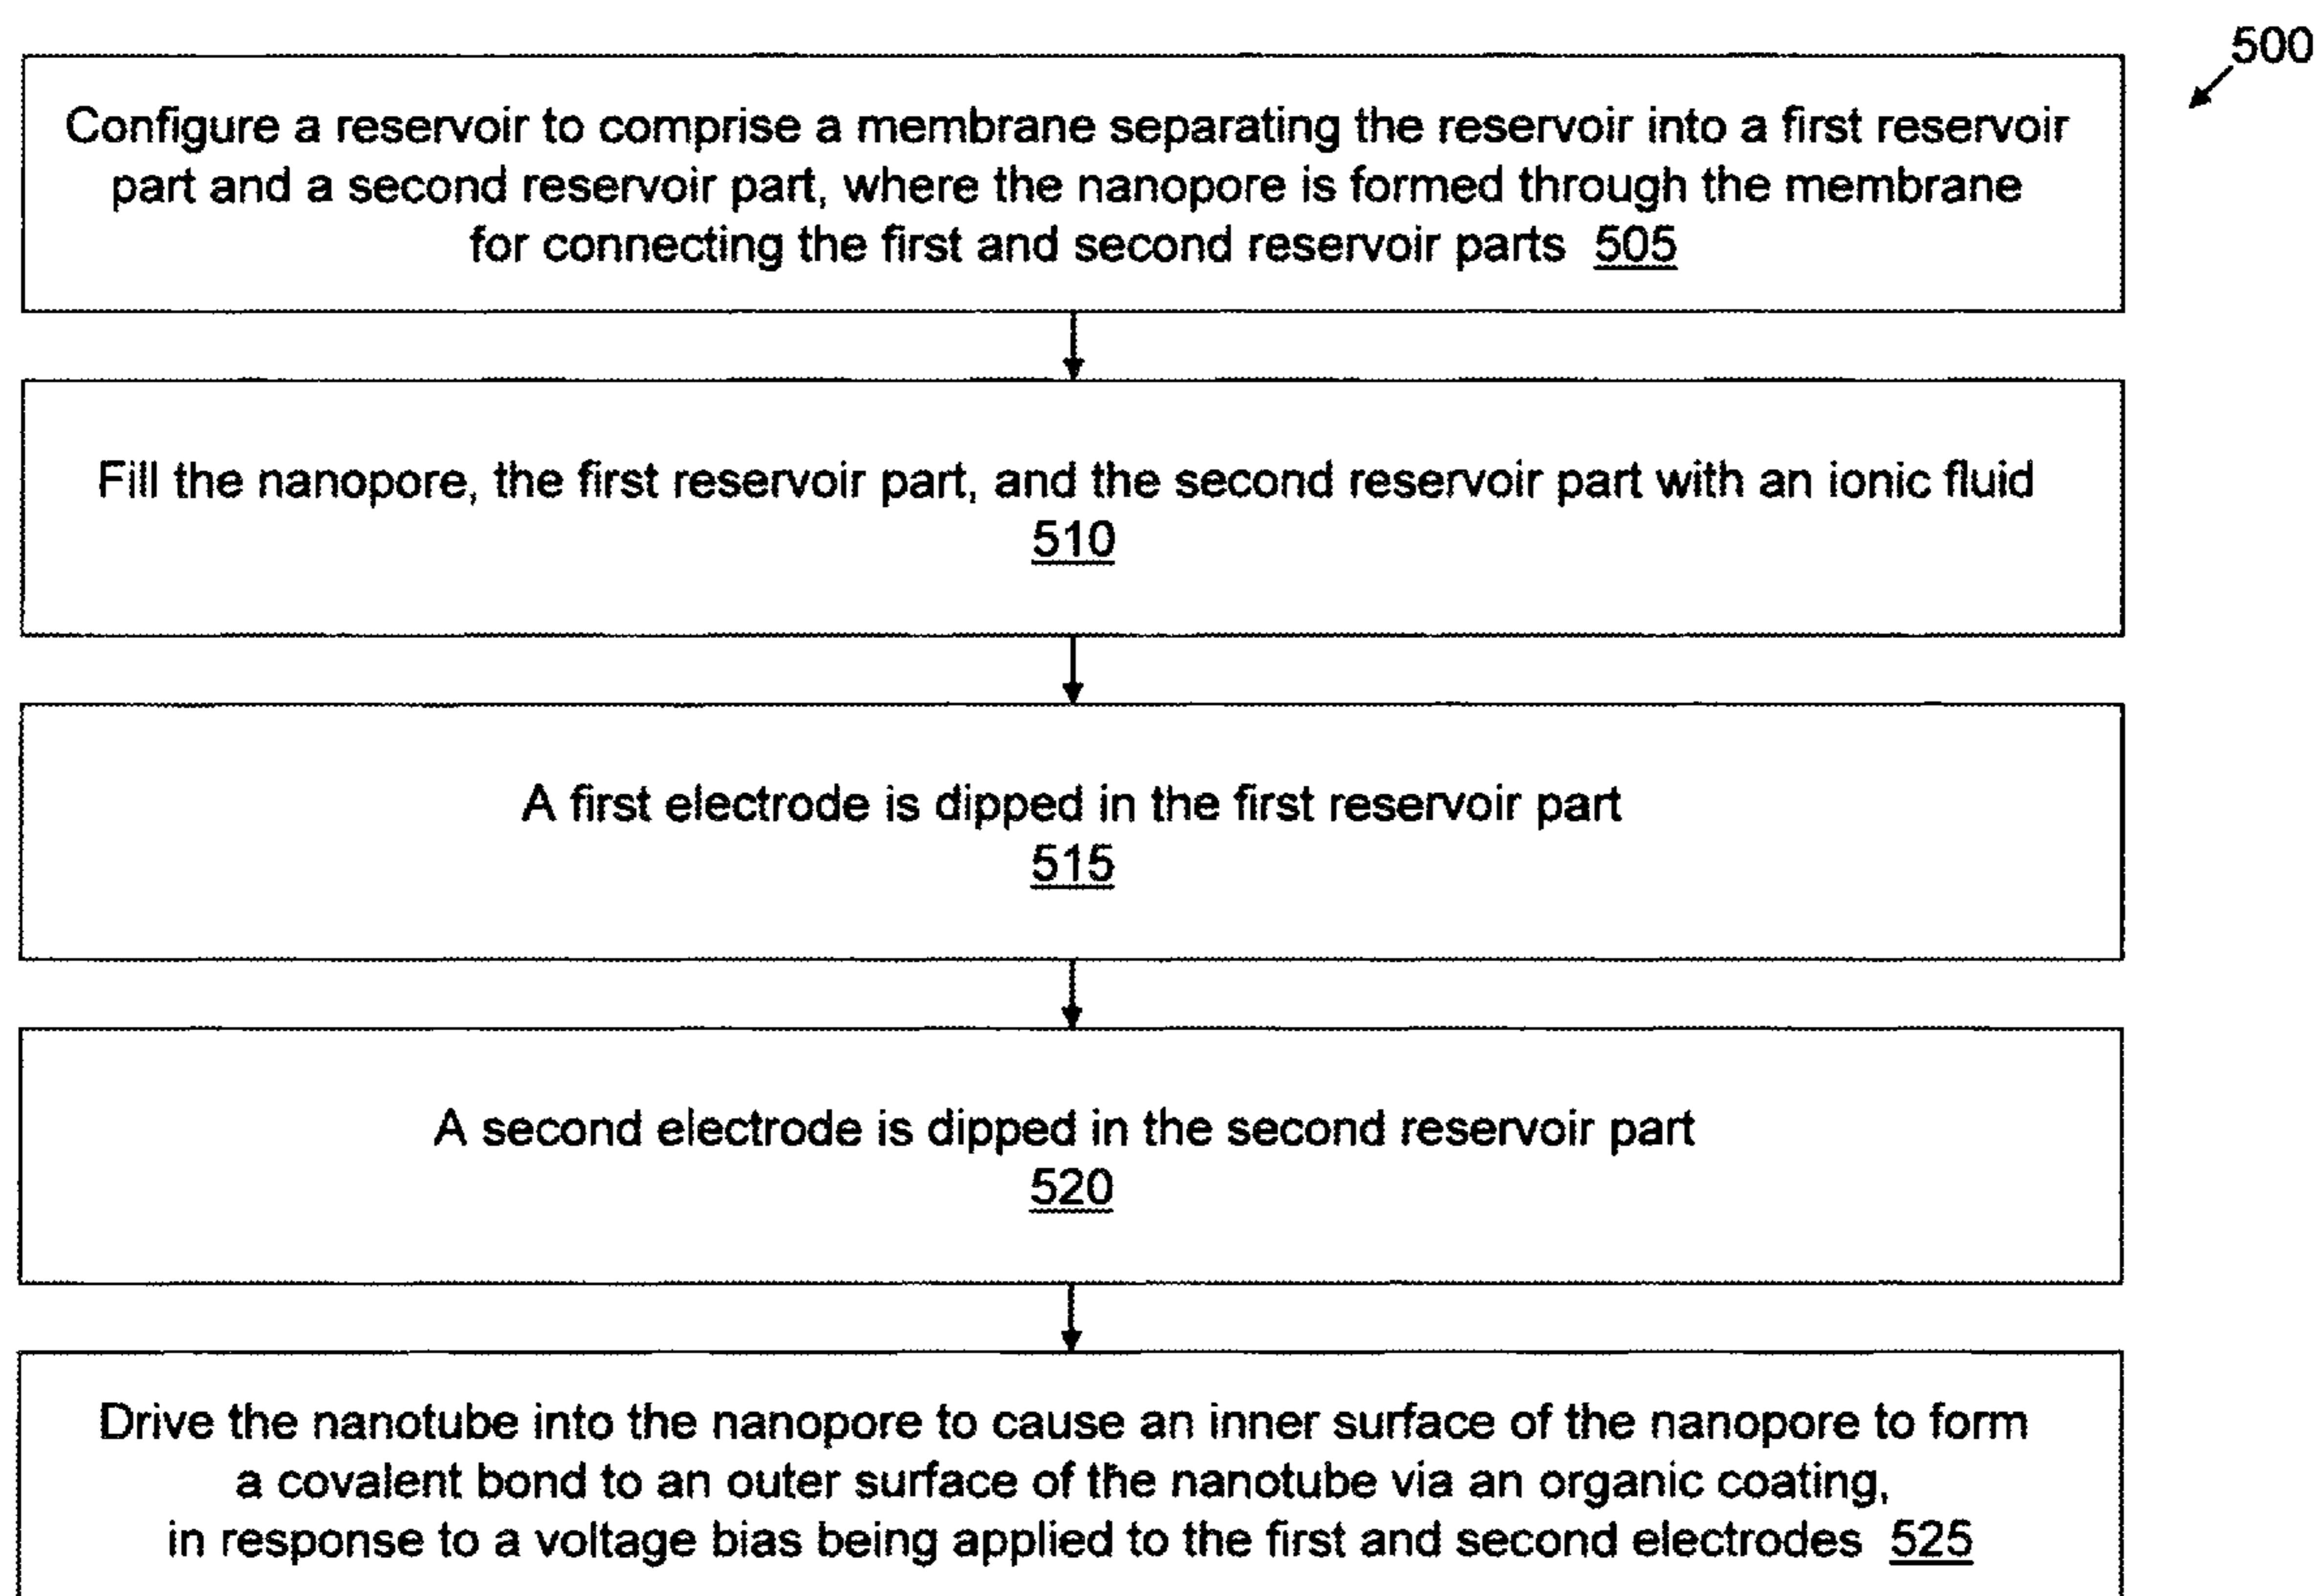 500
Configure a reservoir to comprise a membrane separating the reservoir into a first reservoir
part and a second reservoir part, where the nanopore is formed through the membrane
for connecting the first and second reservoir parts 505
Fill the nanopore, the first reservoir part, and the second reservoir part with an ionic fluid
510
A first electrode is dipped in the first reservoir part
515
A second electrode is dipped in the second reservoir part
520
Drive the nanotube into the nanopore to cause an inner surface of the nanopore to form
a covalent bond to an outer surface of the nanotube via an organic coating,
in response to a voltage bias being applied to the first and second electrodes 525